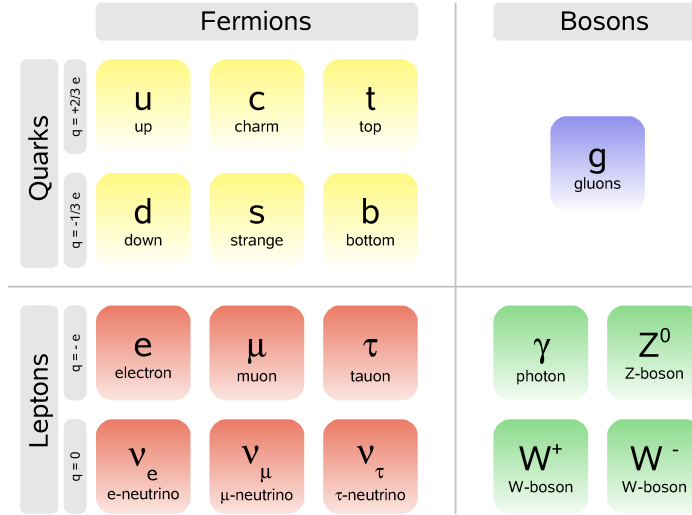 Fermions
Bosons
Quarks
q = +2/3 e
u
up
c
charm
t
top
g
gluons
q = -1/3 e
d
down
s
strange
b
bottom
Leptons
q = - e
e
electron
μ
muon
τ
tauon
γ
photon
Z⁰
Z-boson
q = 0
νe
e-neutrino
νμ
μ-neutrino
ντ
τ-neutrino
W⁺
W-boson
W⁻
W-boson